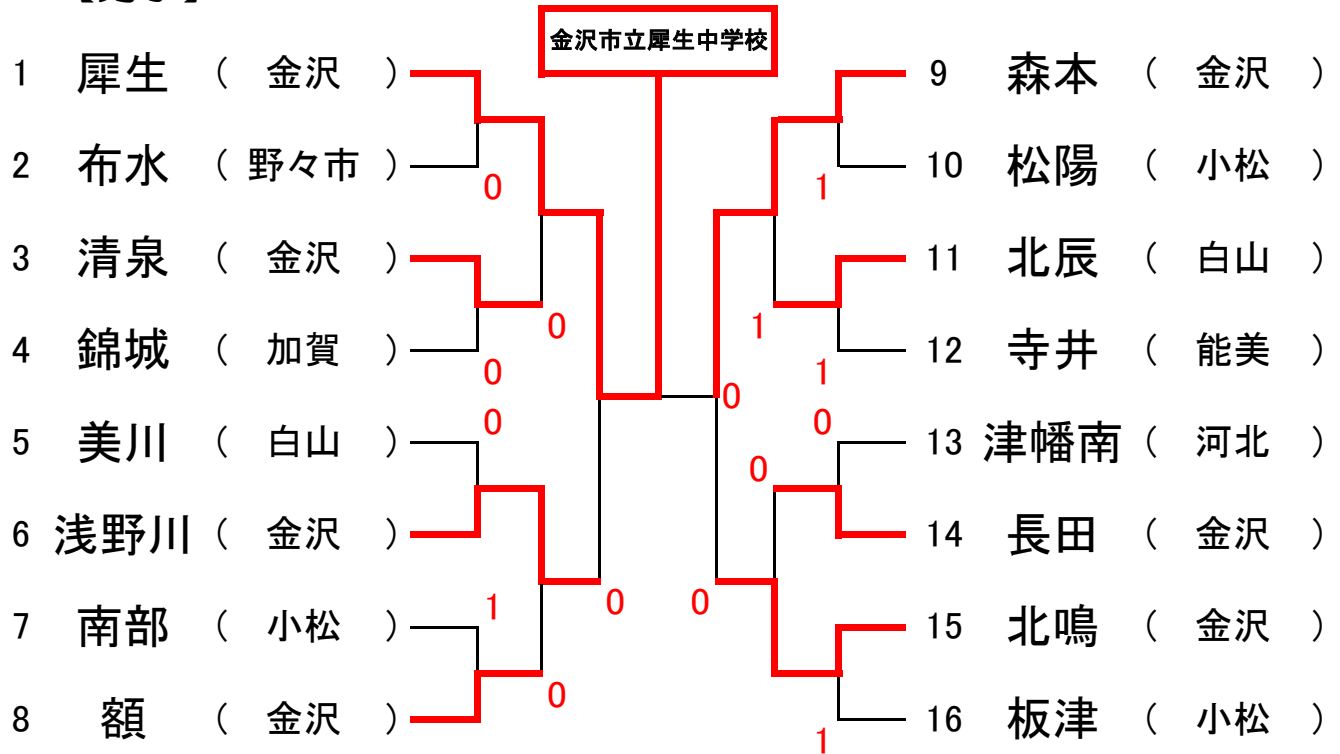 金沢市立犀生中学校
1 犀生 （ 金沢 ）
9 森本 （ 金沢 ）
2 布水 （ 野々市 ）
10 松陽 （ 小松 ）
0
1
3 清泉 （ 金沢 ）
11 北辰 （ 白山 ）
0
1
4 錦城 （ 加賀 ）
12 寺井 （ 能美 ）
0
1
0
0
0
5 美川 （ 白山 ）
13 津幡南 （ 河北 ）
0
6 浅野川 （ 金沢 ）
14 長田 （ 金沢 ）
1
0
0
7 南部 （ 小松 ）
15 北鳴 （ 金沢 ）
0
8 額 （ 金沢 ）
16 板津 （ 小松 ）
1